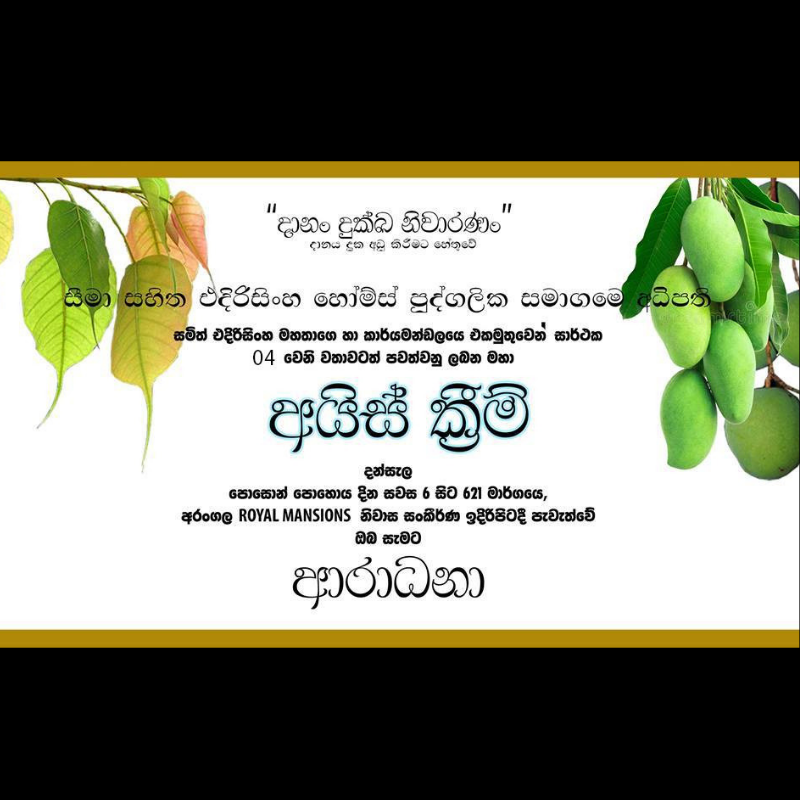 “දානං දුක්ඛ නිවාරණං”
දානය දුක අඩු කිරීමට හේතුවේ
සීමා සහිත එදිරිසිංහ හෝම්ස් පුද්ගලික සමාගමේ අධිපති
සමිත් එදිරිසිංහ මහතාගෙ හා කාර්යමන්ඩලයෙ එකමුතුවෙන් සාර්ථක
04 වෙනි වතාවටත් පවත්වනු ලබන මහා
අයිස් ක්‍රීම්
දන්සැල
පොසොන් පොහොය දින සවස 6 සිට 621 මාර්ගයෙ,
අරංගල ROYAL MANSIONS නිවාස සංකීර්ණ ඉදිරිපිටදී පැවැත්වේ
ඔබ සැමට
ආරාධනා